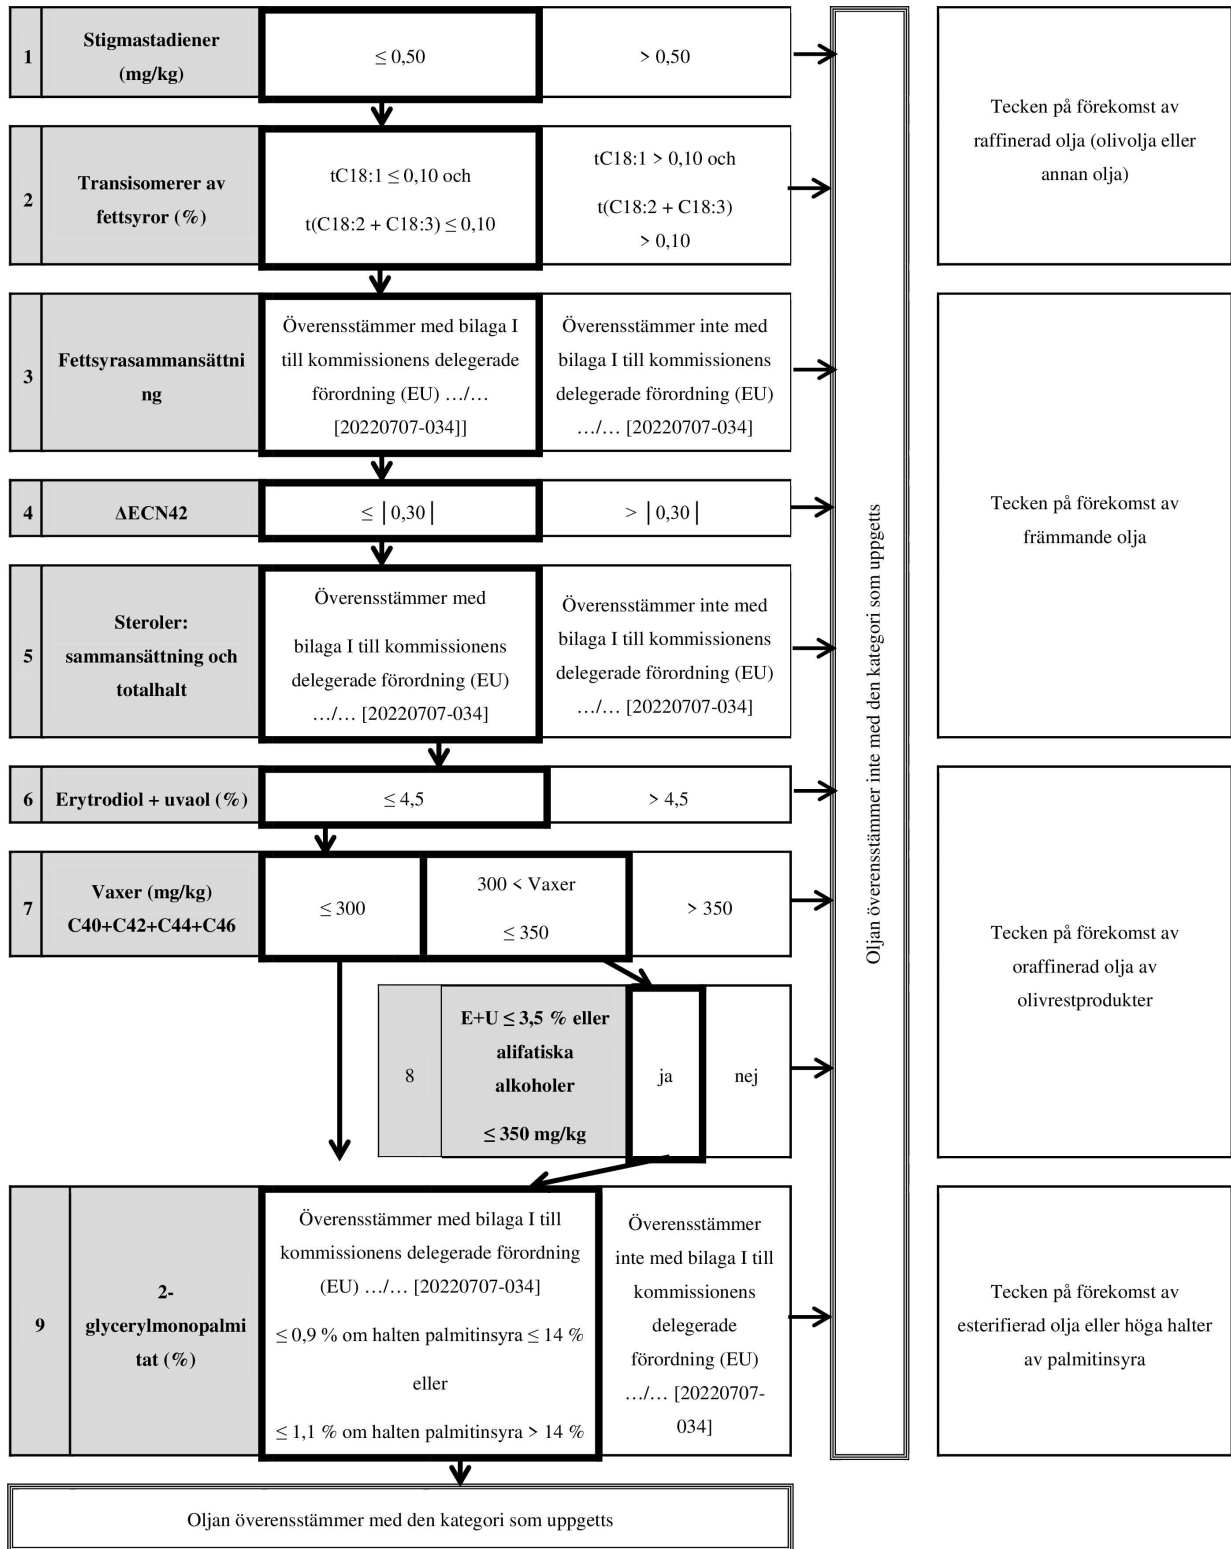 1
Stigmastadiener
(mg/kg)
≤ 0,50
> 0,50
2
Transisomerer av
fettsyror (%)
tC18:1 ≤ 0,10 och
t(C18:2 + C18:3) ≤ 0,10
tC18:1 > 0,10 och
t(C18:2 + C18:3)
> 0,10
Tecken på förekomst av
raffinerad olja (olivolja eller
annan olja)
3
Fettsyrasammansättni
ng
Överensstämmer med bilaga I
till kommissionens delegerade
förordning (EU) …/…
[20220707-034]]
Överensstämmer inte med
bilaga I till kommissionens
delegerade förordning (EU)
…/… [20220707-034]
4
ΔECN42
≤ |0,30|
> |0,30|
5
Steroler:
sammansättning och
totalhalt
Överensstämmer med
bilaga I till kommissionens
delegerade förordning (EU)
…/… [20220707-034]
Överensstämmer inte med
bilaga I till kommissionens
delegerade förordning (EU)
…/… [20220707-034]
Tecken på förekomst av
främmande olja
6
Erytrodiol + uvaol (%)
≤ 4,5
> 4,5
7
Vaxer (mg/kg)
C40+C42+C44+C46
≤ 300
300 < Vaxer
≤ 350
> 350
8
E+U ≤ 3,5 % eller
alifatiska
alkoholer
≤ 350 mg/kg
ja
nej
Tecken på förekomst av
oraffinerad olja av
olivrestprodukter
9
2-
glycerylmonopalmi
tat (%)
Överensstämmer med bilaga I till
kommissionens delegerade förordning
(EU) …/… [20220707-034]
≤ 0,9 % om halten palmitinsyra ≤ 14 %
eller
≤ 1,1 % om halten palmitinsyra > 14 %
Överensstämmer
inte med bilaga I till
kommissionens
delegerade
förordning (EU)
…/… [20220707-
034]
Tecken på förekomst av
esterifierad olja eller höga halter
av palmitinsyra
Oljan överensstämmer inte med den kategori som uppgetts
Oljan överensstämmer med den kategori som uppgetts